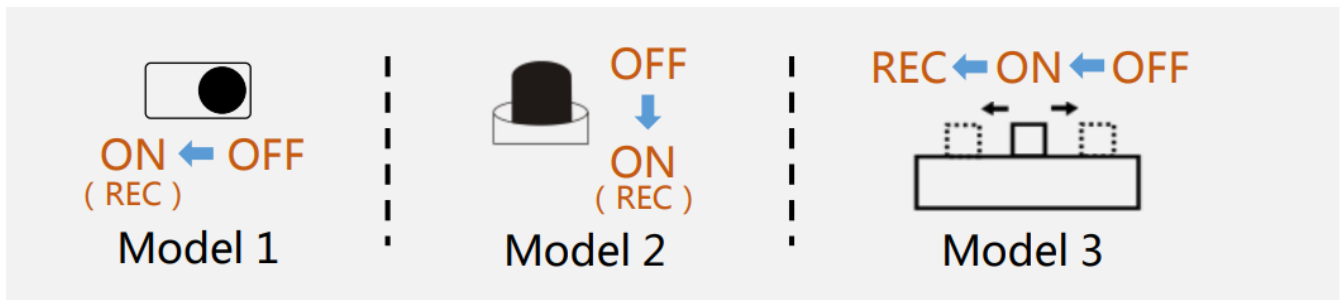 ON ← OFF
( REC )
Model 1
OFF
↓
ON
( REC )
Model 2
REC ← ON ← OFF
Model 3